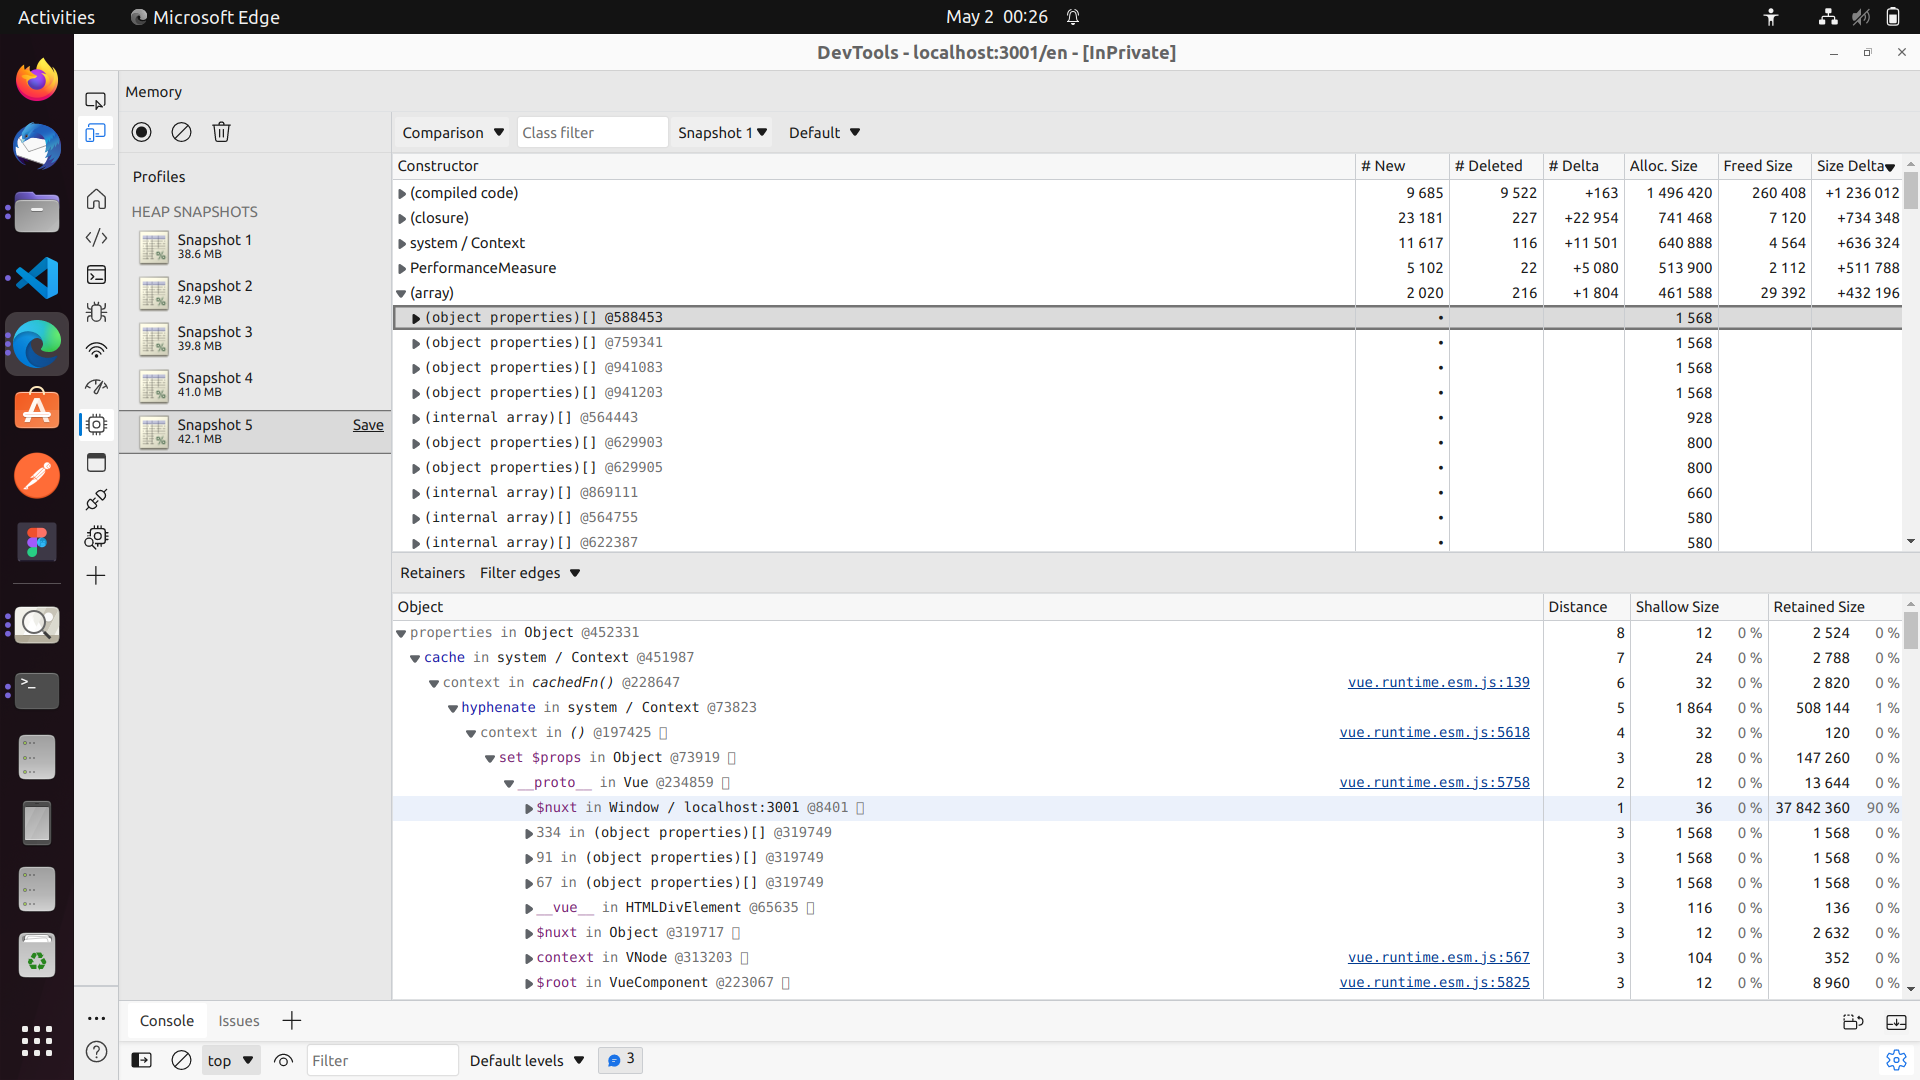 Activities
Microsoft Edge
May 2 00:26
DevTools - localhost:3001/en - [InPrivate]
Memory
Comparison
Class filter
Snapshot 1
Default
Profiles
HEAP SNAPSHOTS
Snapshot 1
38.6 MB
Snapshot 2
42.9 MB
Snapshot 3
39.8 MB
Snapshot 4
41.0 MB
Snapshot 5
42.1 MB
Save
Constructor # New # Deleted # Delta Alloc. Size Freed Size Size Delta
(compiled code) 9 685 9 522 +163 1 496 420 260 408 +1 236 012
(closure) 23 181 227 +22 954 741 468 7 120 +734 348
system / Context 11 617 116 +11 501 640 888 4 564 +636 324
PerformanceMeasure 5 102 22 +5 080 513 900 2 112 +511 788
(array) 2 020 216 +1 804 461 588 29 392 +432 196
(object properties)[] @588453 • 1 568
(object properties)[] @759341 • 1 568
(object properties)[] @941083 • 1 568
(object properties)[] @941203 • 1 568
(internal array)[] @564443 • 928
(object properties)[] @629903 • 800
(object properties)[] @629905 • 800
(internal array)[] @869111 • 660
(internal array)[] @564755 • 580
(internal array)[] @622387 • 580
Retainers Filter edges
Object Distance Shallow Size Retained Size
properties in Object @452331 8 12 0 % 2 524 0 %
cache in system / Context @451987 7 24 0 % 2 788 0 %
context in cachedFn() @228647 vue.runtime.esm.js:139 6 32 0 % 2 820 0 %
hyphenate in system / Context @73823 5 1 864 0 % 508 144 1 %
context in () @197425 vue.runtime.esm.js:5618 4 32 0 % 120 0 %
set $props in Object @73919 3 28 0 % 147 260 0 %
__proto__ in Vue @234859 vue.runtime.esm.js:5758 2 12 0 % 13 644 0 %
$nuxt in Window / localhost:3001 @8401 1 36 0 % 37 842 360 90 %
334 in (object properties)[] @319749 3 1 568 0 % 1 568 0 %
91 in (object properties)[] @319749 3 1 568 0 % 1 568 0 %
67 in (object properties)[] @319749 3 1 568 0 % 1 568 0 %
__vue__ in HTMLDivElement @65635 3 116 0 % 136 0 %
$nuxt in Object @319717 3 12 0 % 2 632 0 %
context in VNode @313203 vue.runtime.esm.js:567 3 104 0 % 352 0 %
$root in VueComponent @223067 vue.runtime.esm.js:5825 3 12 0 % 8 960 0 %
Console Issues
top Filter Default levels 3